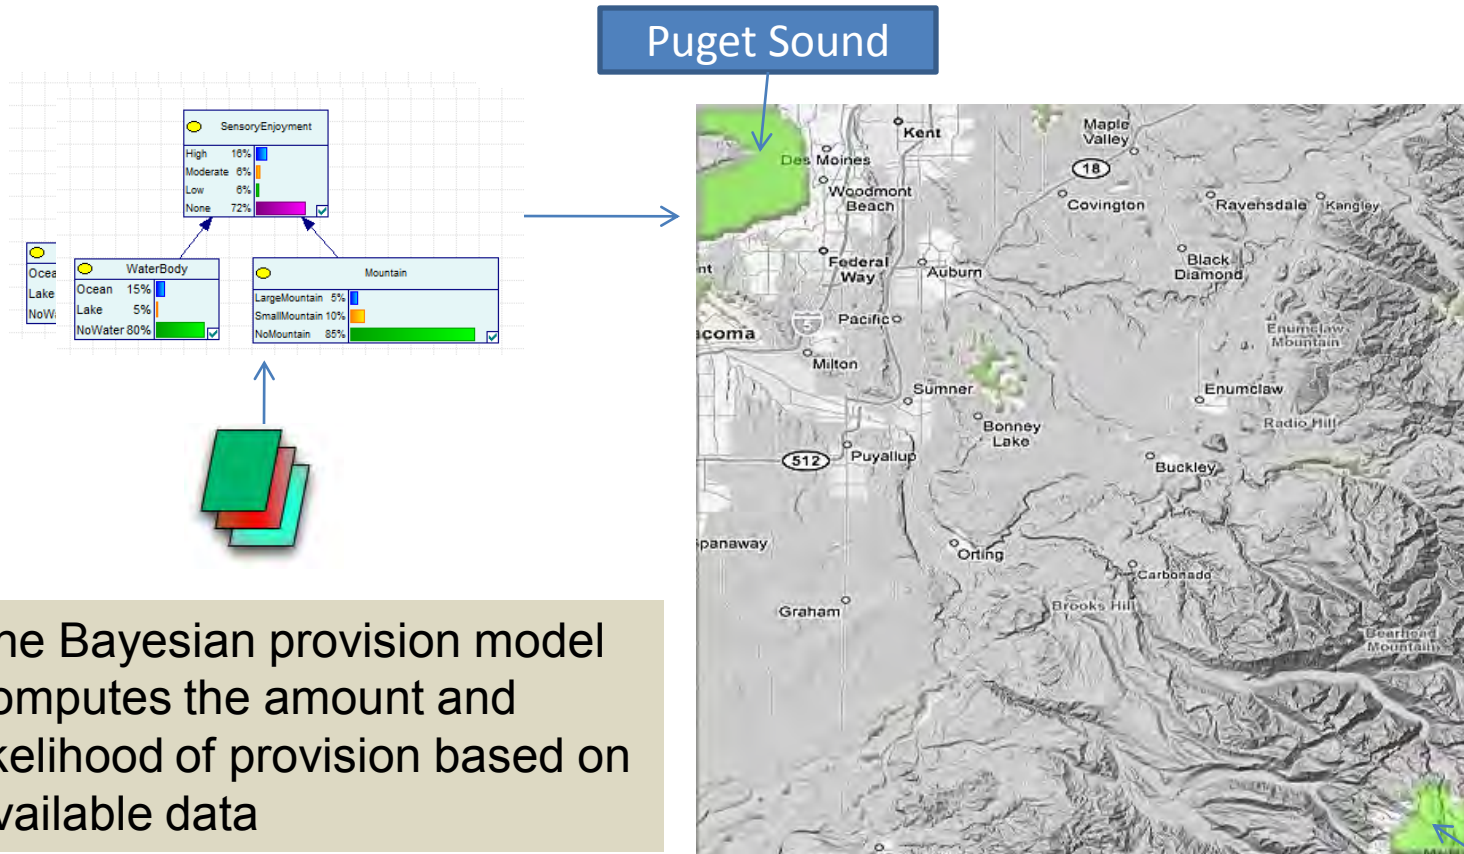 Puget Sound
SensoryEnjoyment
High 16%
Moderate 6%
Low 6%
None 72%
Lake
WaterBody
Ocean 15%
Lake 5%
NoWater 80%
Mountain
LargeMountain 5%
SmallMountain 10%
NoMountain 85%
he Bayesian provision model
omputes the amount and
kelihood of provision based on
vailable data
Kent
Maple
Valley
Des Moines
18
Woodmont
Beach
Covington
Ravensdale
Kangley
Federal
Way
Auburn
Black
Diamond
5
Pacific
coma
Enumclaw
Mountain
Milton
Sumner
Enumclaw
Bonney
Lake
Radio Hill
512
Puyallup
Buckley
panaway
Orting
Carbonado
Graham
Brooks Hill
Bearhead
Mountain